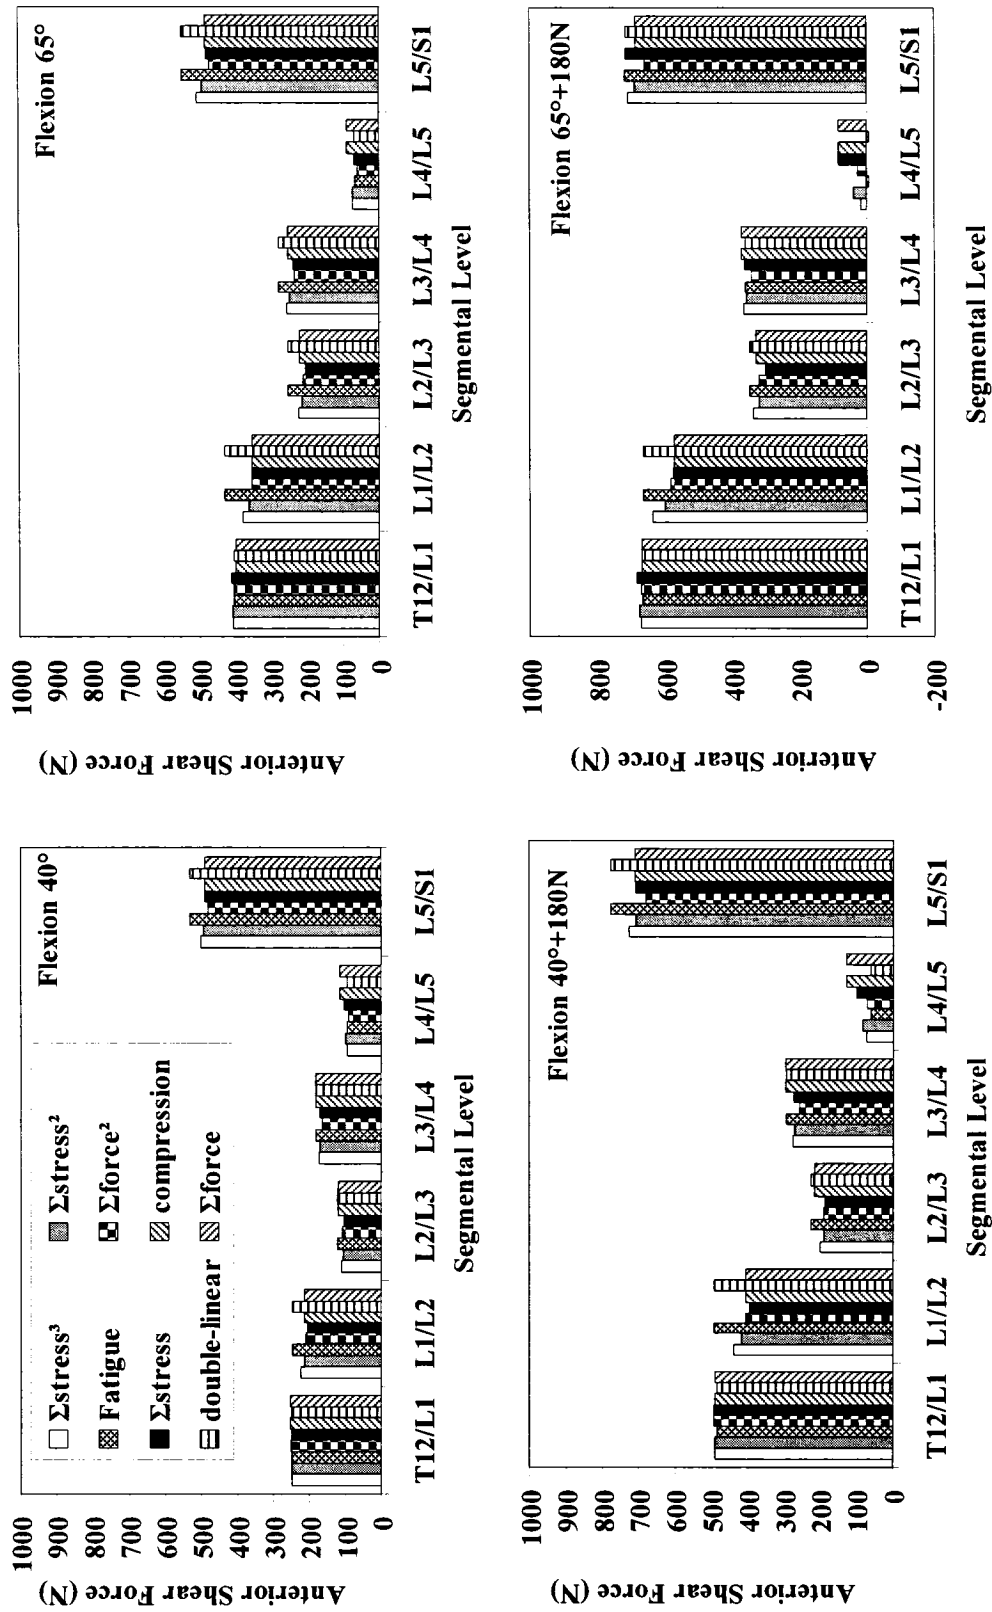 Flexion 40°
Σstress³
Σstress²
Fatigue
Σforce²
Σstress
compression
double-linear
Σforce
Anterior Shear Force (N)
1000
900
800
700
600
500
400
300
200
100
0
T12/L1 L1/L2 L2/L3 L3/L4 L4/L5 L5/S1
Segmental Level
Flexion 65°
Anterior Shear Force (N)
1000
900
800
700
600
500
400
300
200
100
0
T12/L1 L1/L2 L2/L3 L3/L4 L4/L5 L5/S1
Segmental Level
Flexion 40°+180N
Anterior Shear Force (N)
1000
900
800
700
600
500
400
300
200
100
0
T12/L1 L1/L2 L2/L3 L3/L4 L4/L5 L5/S1
Segmental Level
Flexion 65°+180N
Anterior Shear Force (N)
1000
800
600
400
200
0
-200
T12/L1 L1/L2 L2/L3 L3/L4 L4/L5 L5/S1
Segmental Level